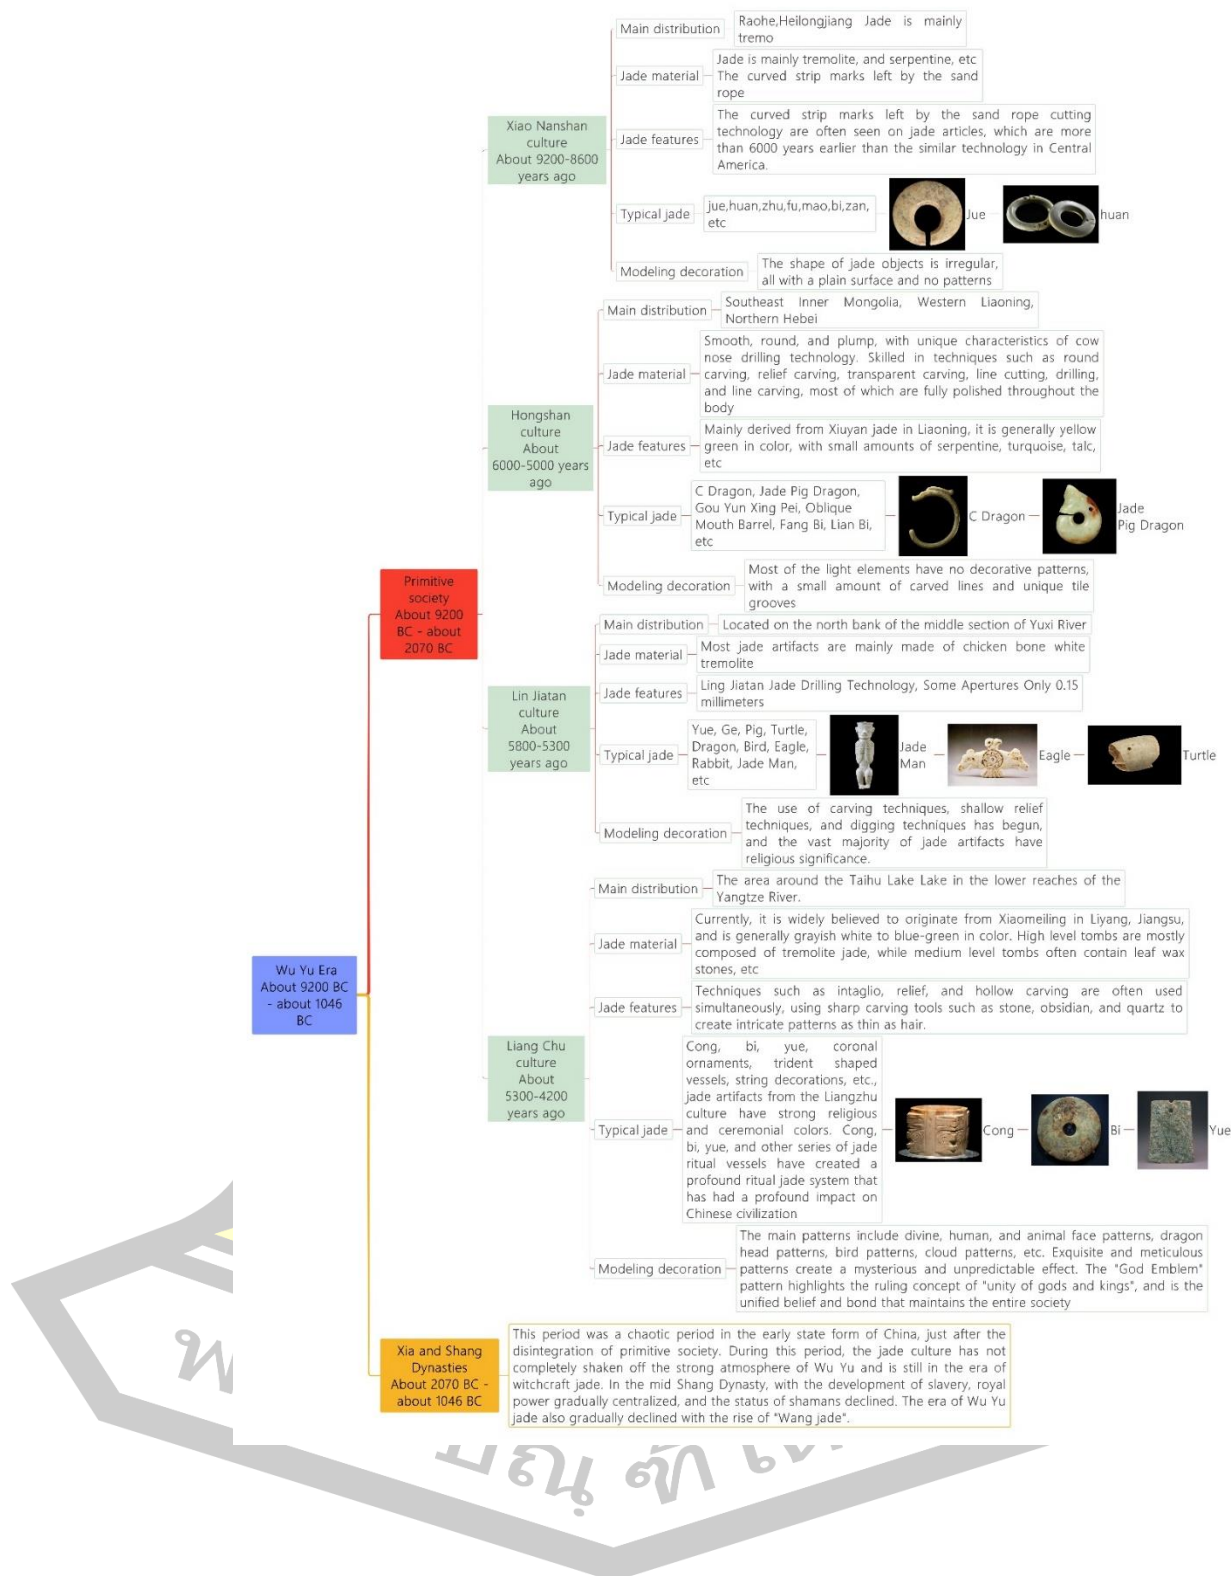 Wu Yu Era
About 9200 BC
- about 1046
BC
Primitive
society
About 9200
BC - about
2070 BC
Xiao Nanshan
culture
About 9200-8600
years ago
Main distribution
Raohe,Heilongjiang Jade is mainly
tremo
Jade material
Jade is mainly tremolite, and serpentine, etc
The curved strip marks left by the sand
rope
Jade features
The curved strip marks left by the sand rope cutting
technology are often seen on jade articles, which are more
than 6000 years earlier than the similar technology in Central
America.
Typical jade
jue,huan,zhu,fu,mao,bi,zan,
etc
Jue
huan
Modeling decoration
The shape of jade objects is irregular,
all with a plain surface and no patterns
Hongshan
culture
About
6000-5000 years
ago
Main distribution
Southeast Inner Mongolia, Western Liaoning,
Northern Hebei
Jade material
Smooth, round, and plump, with unique characteristics of cow
nose drilling technology. Skilled in techniques such as round
carving, relief carving, transparent carving, line cutting, drilling,
and line carving, most of which are fully polished throughout the
body
Jade features
Mainly derived from Xiuyan jade in Liaoning, it is generally yellow
green in color, with small amounts of serpentine, turquoise, talc,
etc
Typical jade
C Dragon, Jade Pig Dragon,
Gou Yun Xing Pei, Oblique
Mouth Barrel, Fang Bi, Lian Bi,
etc
C Dragon
Jade
Pig Dragon
Modeling decoration
Most of the light elements have no decorative patterns,
with a small amount of carved lines and unique tile
grooves
Lin Jiatan
culture
About
5800-5300
years ago
Main distribution
Located on the north bank of the middle section of Yuxi River
Jade material
Most jade artifacts are mainly made of chicken bone white
tremolite
Jade features
Ling Jiatan Jade Drilling Technology, Some Apertures Only 0.15
millimeters
Typical jade
Yue, Ge, Pig, Turtle,
Dragon, Bird, Eagle,
Rabbit, Jade Man,
etc
Jade
Man
Eagle
Turtle
Modeling decoration
The use of carving techniques, shallow relief
techniques, and digging techniques has begun,
and the vast majority of jade artifacts have
religious significance.
Liang Chu
culture
About
5300-4200
years ago
Main distribution
The area around the Taihu Lake Lake in the lower reaches of the
Yangtze River.
Jade material
Currently, it is widely believed to originate from Xiaomeiling in Liyang, Jiangsu,
and is generally grayish white to blue-green in color. High level tombs are mostly
composed of tremolite jade, while medium level tombs often contain leaf wax
stones, etc
Jade features
Techniques such as intaglio, relief, and hollow carving are often used
simultaneously, using sharp carving tools such as stone, obsidian, and quartz to
create intricate patterns as thin as hair.
Typical jade
Cong, bi, yue, coronal
ornaments, trident shaped
vessels, string decorations, etc.,
jade artifacts from the Liangzhu
culture have strong religious
and ceremonial colors. Cong,
bi, yue, and other series of jade
ritual vessels have created a
profound ritual jade system that
has had a profound impact on
Chinese civilization
Cong
Bi
Yue
Modeling decoration
The main patterns include divine, human, and animal face patterns, dragon
head patterns, bird patterns, cloud patterns, etc. Exquisite and meticulous
patterns create a mysterious and unpredictable effect. The "God Emblem"
pattern highlights the ruling concept of "unity of gods and kings", and is the
unified belief and bond that maintains the entire society
Xia and Shang
Dynasties
About 2070 BC -
about 1046 BC
This period was a chaotic period in the early state form of China, just after the
disintegration of primitive society. During this period, the jade culture has not
completely shaken off the strong atmosphere of Wu Yu and is still in the era of
witchcraft jade. In the mid Shang Dynasty, with the development of slavery, royal
power gradually centralized, and the status of shamans declined. The era of Wu Yu
jade also gradually declined with the rise of "Wang jade".